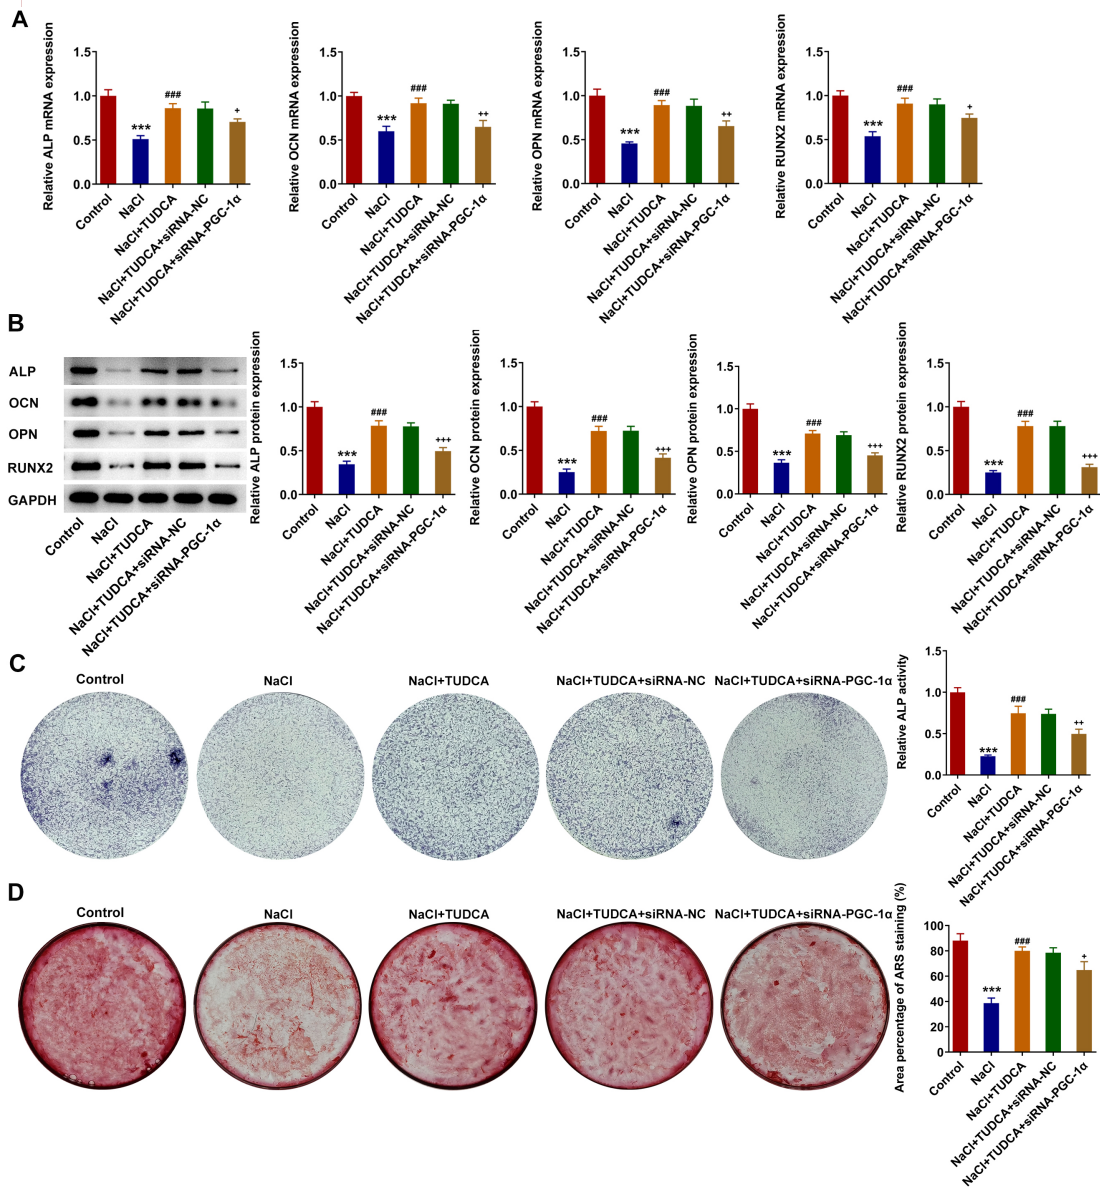 A
Relative ALP mRNA expression
1.5
1.0
0.5
0.0
***
###
+
Control
NaCl
NaCl+TUDCA
NaCl+TUDCA+siRNA-NC
NaCl+TUDCA+siRNA-PGC-1α
Relative OCN mRNA expression
1.5
1.0
0.5
0.0
***
###
++
Control
NaCl
NaCl+TUDCA
NaCl+TUDCA+siRNA-NC
NaCl+TUDCA+siRNA-PGC-1α
Relative OPN mRNA expression
1.5
1.0
0.5
0.0
***
###
++
Control
NaCl
NaCl+TUDCA
NaCl+TUDCA+siRNA-NC
NaCl+TUDCA+siRNA-PGC-1α
Relative RUNX2 mRNA expression
1.5
1.0
0.5
0.0
***
###
+
Control
NaCl
NaCl+TUDCA
NaCl+TUDCA+siRNA-NC
NaCl+TUDCA+siRNA-PGC-1α
B
ALP
OCN
OPN
RUNX2
GAPDH
Control
NaCl
NaCl+TUDCA
NaCl+TUDCA+siRNA-NC
NaCl+TUDCA+siRNA-PGC-1α
Relative ALP protein expression
1.5
1.0
0.5
0.0
***
###
+++
Control
NaCl
NaCl+TUDCA
NaCl+TUDCA+siRNA-NC
NaCl+TUDCA+siRNA-PGC-1α
Relative OCN protein expression
1.5
1.0
0.5
0.0
***
###
+++
Control
NaCl
NaCl+TUDCA
NaCl+TUDCA+siRNA-NC
NaCl+TUDCA+siRNA-PGC-1α
Relative OPN protein expression
1.5
1.0
0.5
0.0
***
###
+++
Control
NaCl
NaCl+TUDCA
NaCl+TUDCA+siRNA-NC
NaCl+TUDCA+siRNA-PGC-1α
Relative RUNX2 protein expression
1.5
1.0
0.5
0.0
***
###
+++
Control
NaCl
NaCl+TUDCA
NaCl+TUDCA+siRNA-NC
NaCl+TUDCA+siRNA-PGC-1α
C
Control
NaCl
NaCl+TUDCA
NaCl+TUDCA+siRNA-NC
NaCl+TUDCA+siRNA-PGC-1α
Relative ALP activity
1.5
1.0
0.5
0.0
***
###
++
Control
NaCl
NaCl+TUDCA
NaCl+TUDCA+siRNA-NC
NaCl+TUDCA+siRNA-PGC-1α
D
Control
NaCl
NaCl+TUDCA
NaCl+TUDCA+siRNA-NC
NaCl+TUDCA+siRNA-PGC-1α
Area percentage of ARS staining (%)
100
80
60
40
20
0
***
###
+
Control
NaCl
NaCl+TUDCA
NaCl+TUDCA+siRNA-NC
NaCl+TUDCA+siRNA-PGC-1α